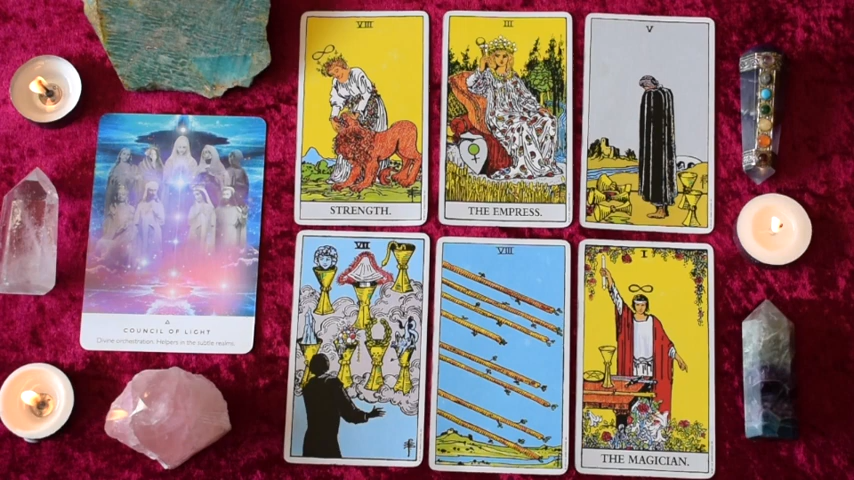 VIII
STRENGTH.
III
THE EMPRESS.
V
COUNCIL OF LIGHT
Divine orchestration. Helpers in the subtle realms.
VII
VIII
I
THE MAGICIAN.